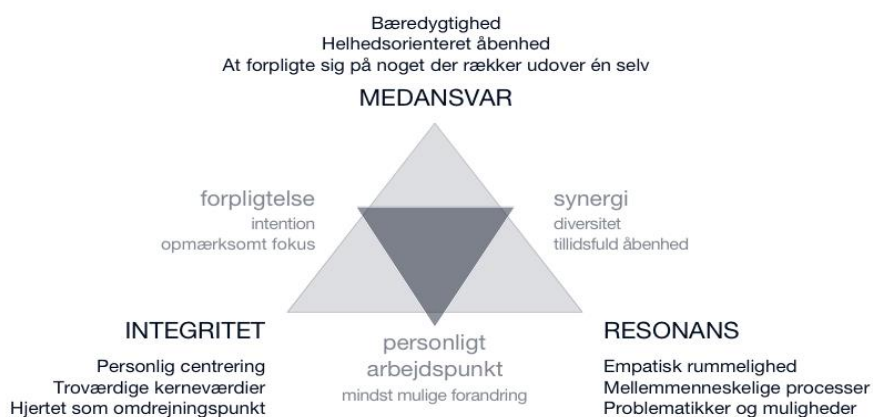 Bæredygtighed
Helhedsorienteret åbenhed
At forpligte sig på noget der rækker udover én selv
MEDANSVAR
forpligtelse
intention
opmærksomt fokus
synergi
diversitet
tillidsfuld åbenhed
INTEGRITET
Personlig centrering
Troværdige kerneværdier
Hjertet som omdrejningspunkt
personligt
arbejdspunkt
mindst mulige forandring
RESONANS
Empatisk rummelighed
Mellemmenneskelige processer
Problematikker og muligheder